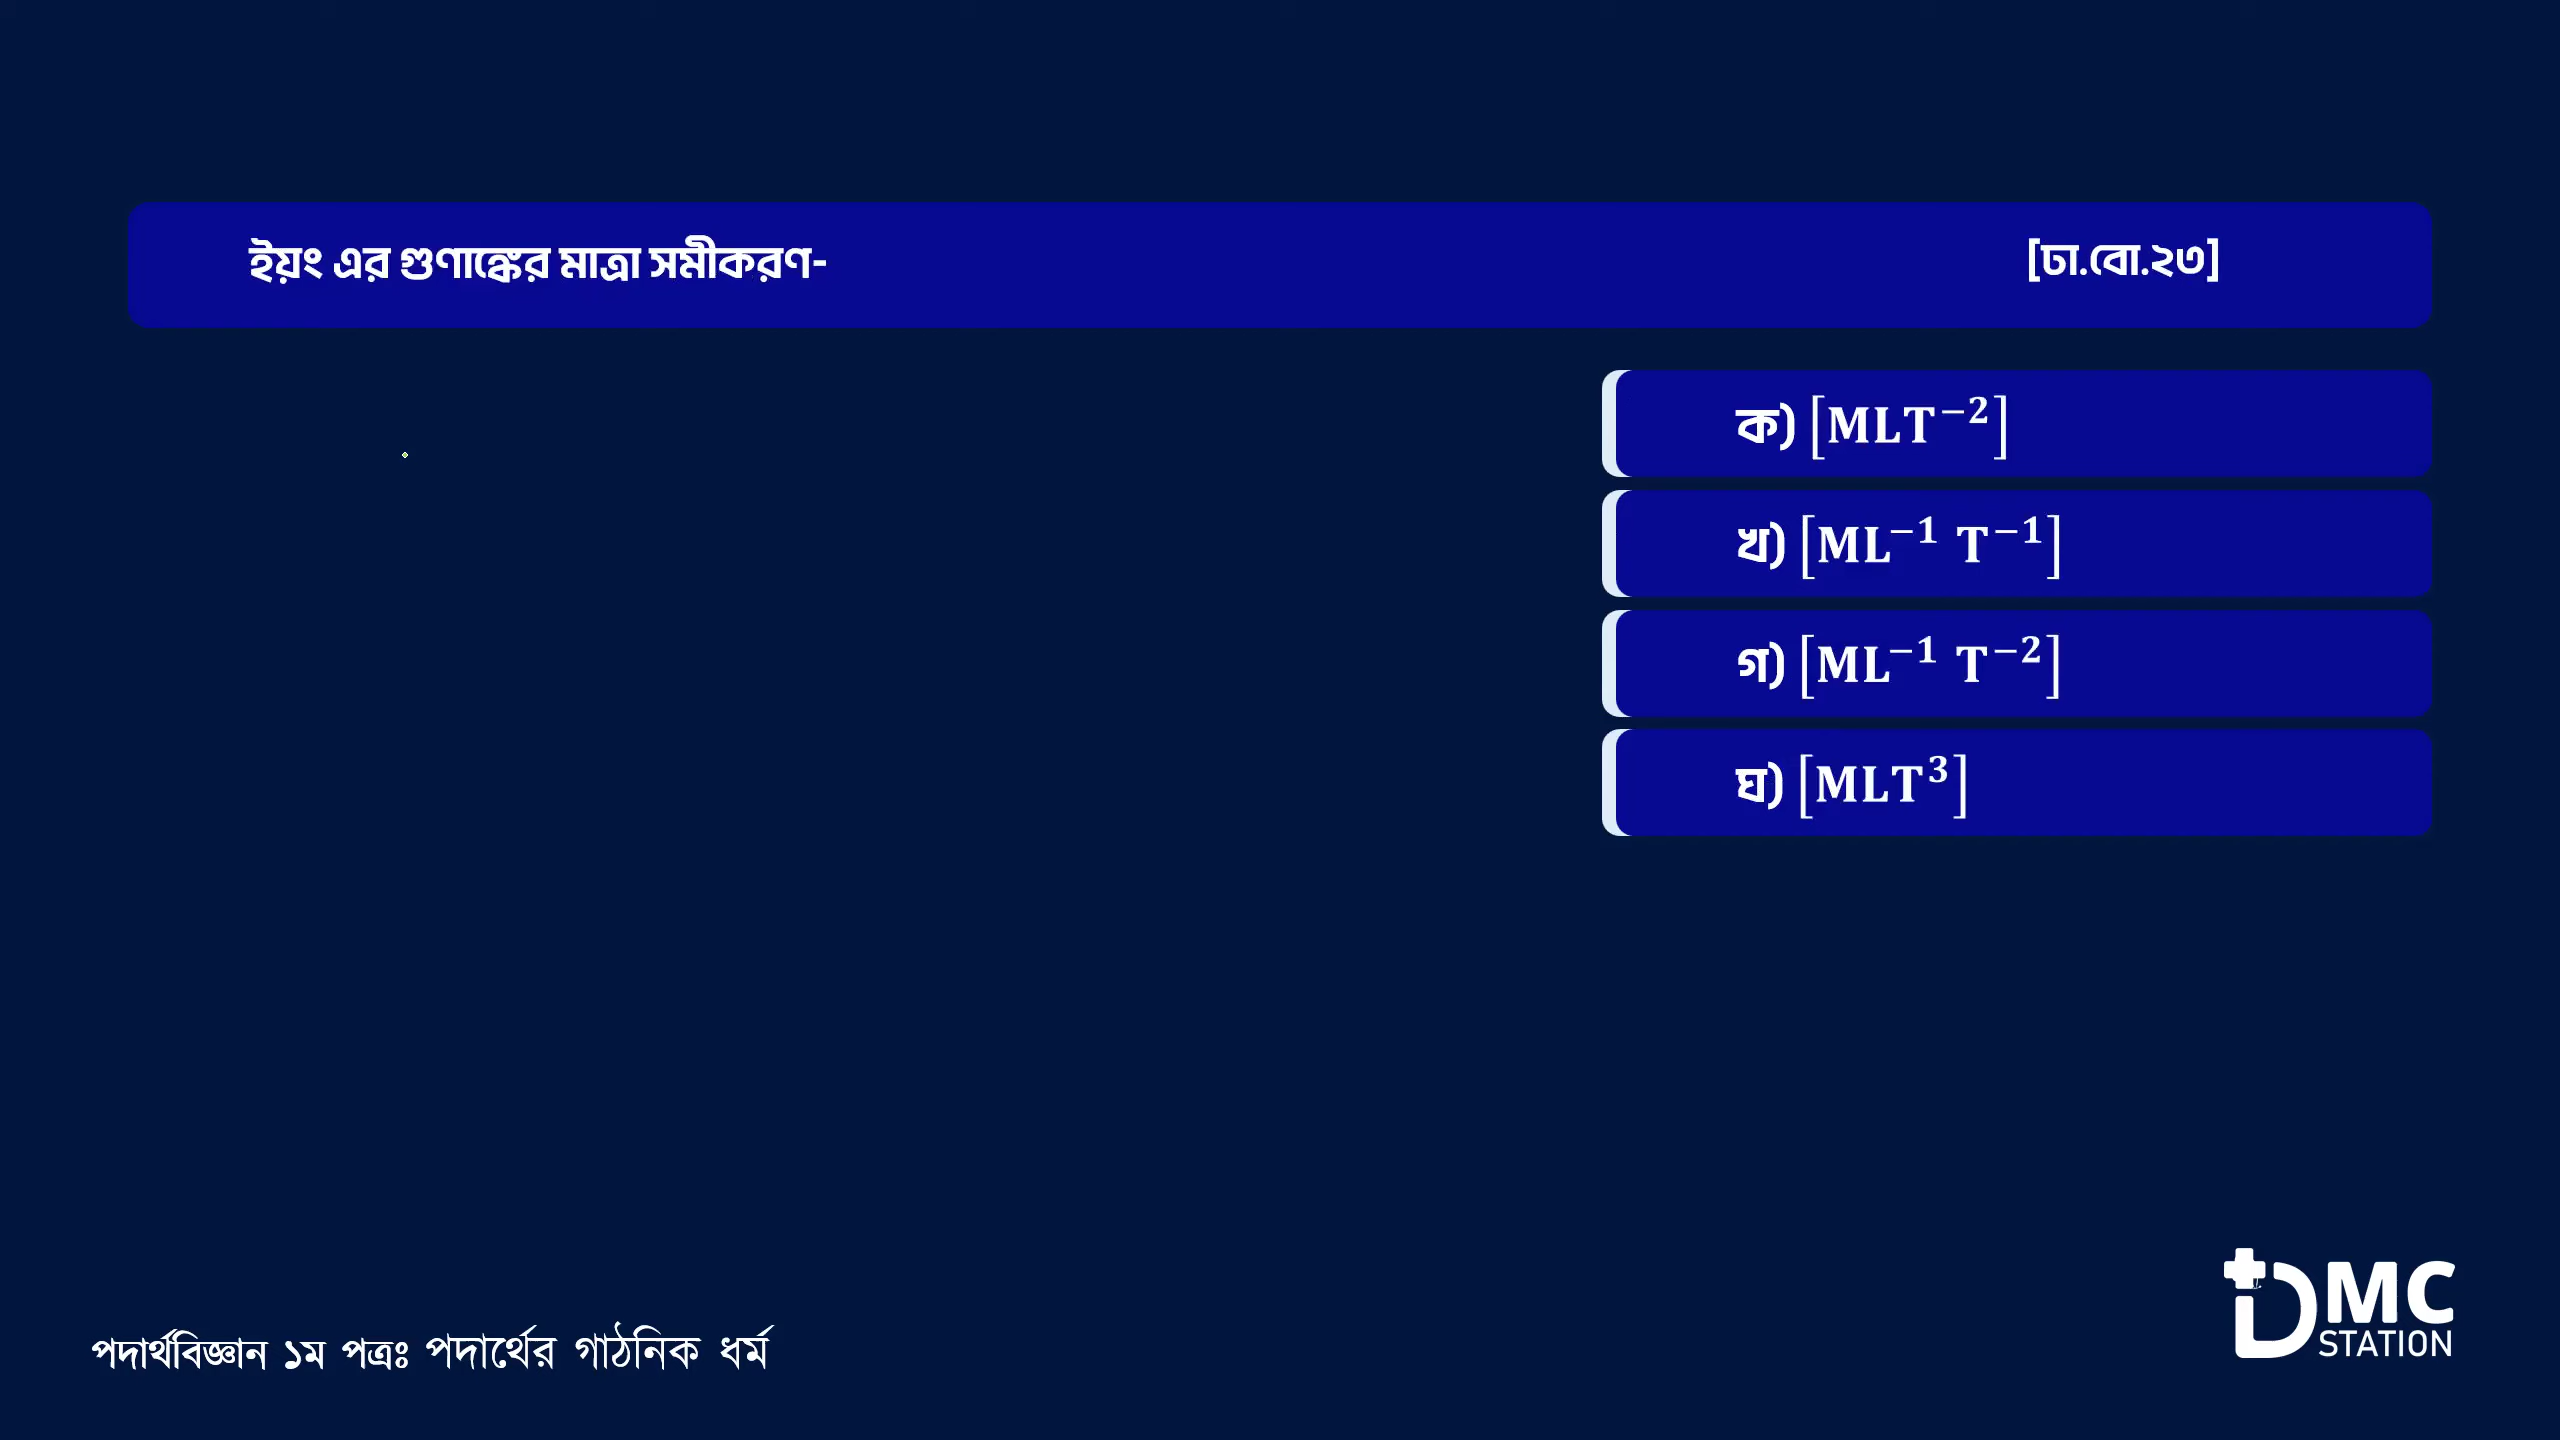 ইয়ং এর গুণাঙ্কের মাত্রা সমীকরণ- [ঢা.বো.২৩]
ক) [MLT⁻²]
খ) [ML⁻¹ T⁻¹]
গ) [ML⁻¹ T⁻²]
ঘ) [MLT³]
পদার্থবিজ্ঞান ১ম পত্রঃ পদার্থের গাঠনিক ধর্ম
DMC
STATION